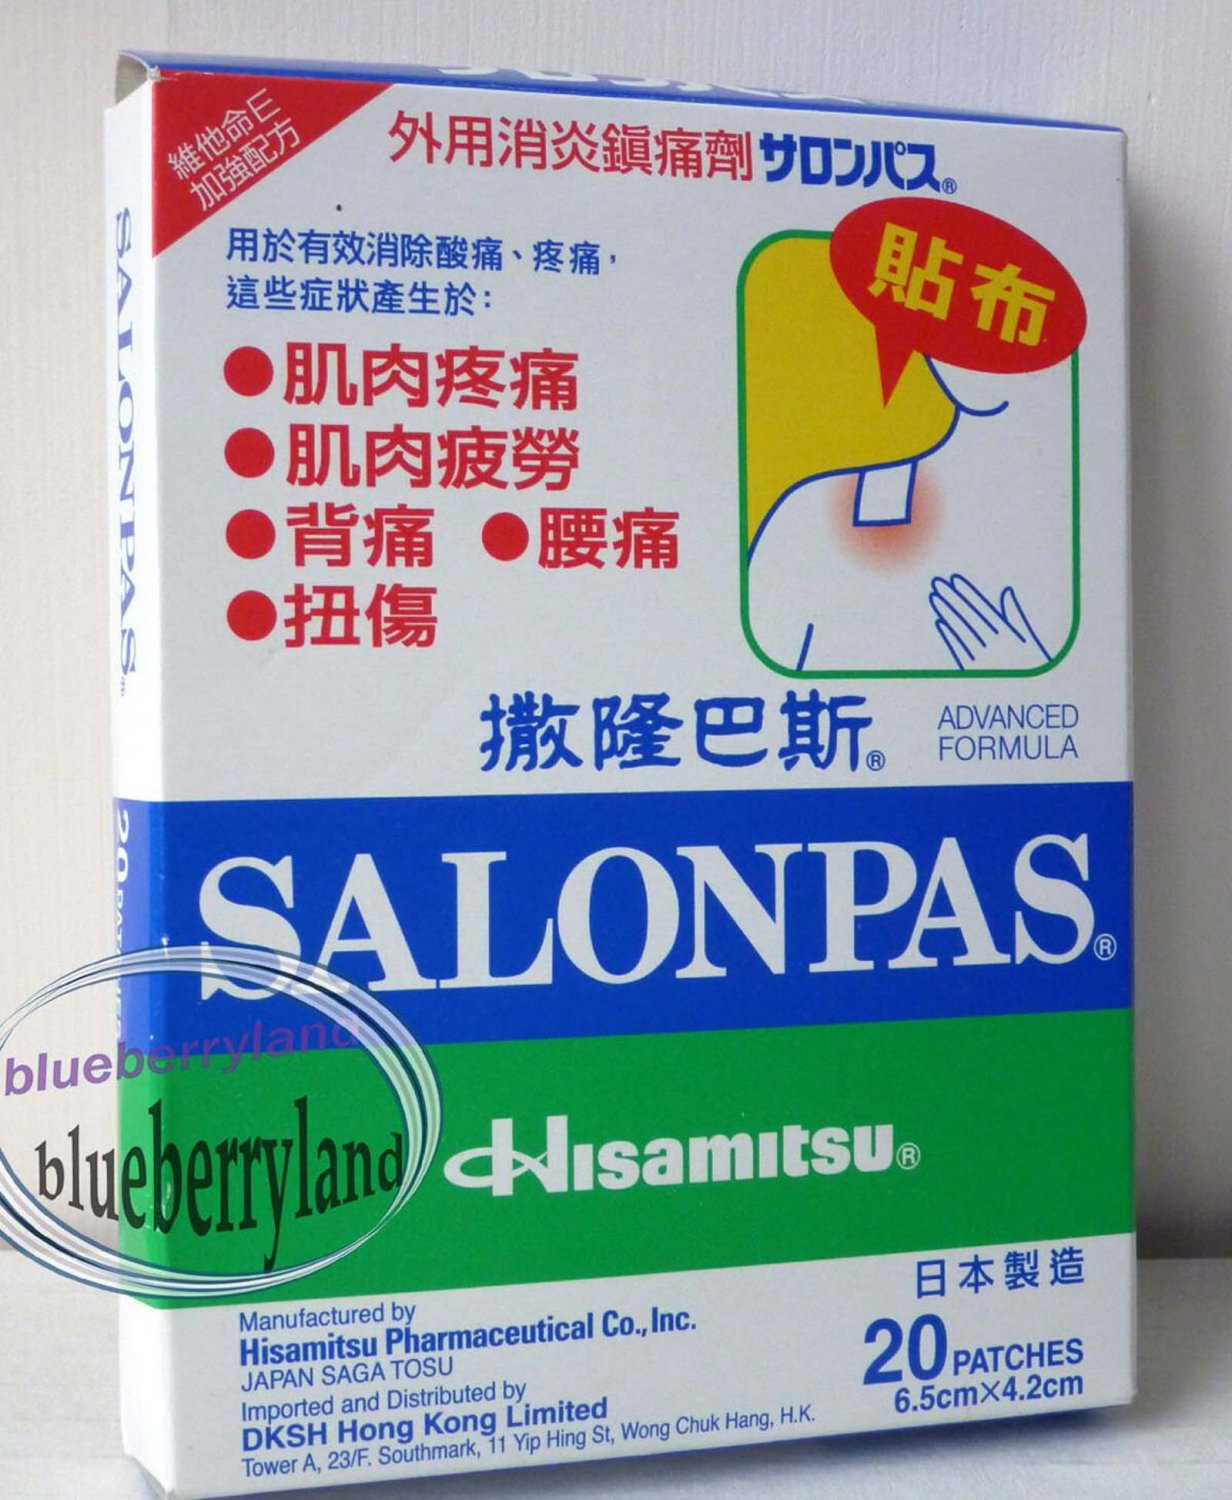 維他命E
加強配方
外用消炎鎮痛劑 サロンパス®
用於有效消除酸痛、疼痛，
這些症狀產生於：
貼布
●肌肉疼痛
●肌肉疲勞
●背痛 ●腰痛
●扭傷
撒隆巴斯®
ADVANCED
FORMULA
SALONPAS®
Hisamitsu®
日本製造
20 PATCHES
6.5cm×4.2cm
Manufactured by
Hisamitsu Pharmaceutical Co., Inc.
JAPAN SAGA TOSU
Imported and Distributed by
DKSH Hong Kong Limited
Tower A, 23/F. Southmark, 11 Yip Hing St, Wong Chuk Hang, H.K.
SALONPAS®
blueberryland
blueberryland